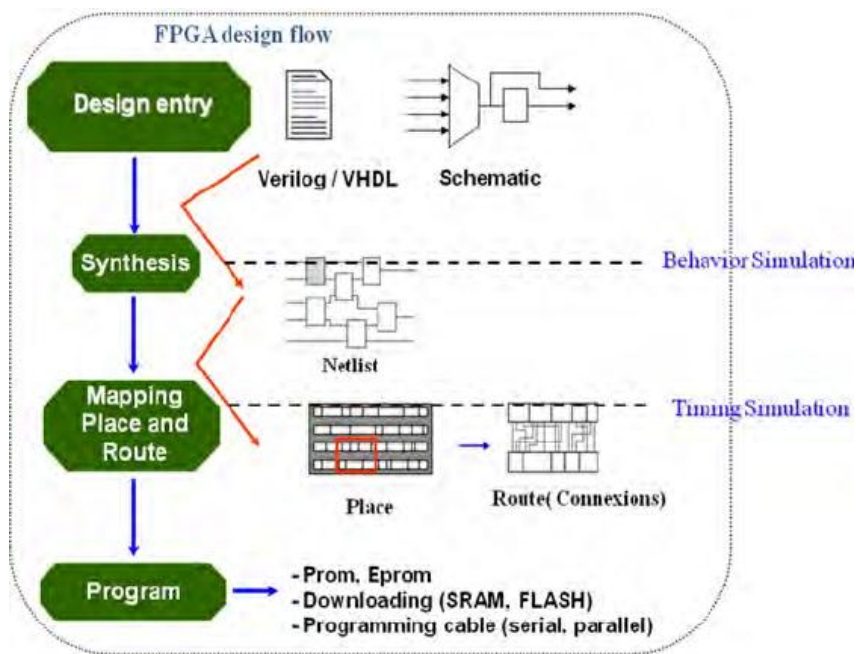 FPGA design flow
Design entry
Verilog / VHDL
Schematic
Synthesis
Behavior Simulation
Netlist
Mapping
Place and
Route
Timing Simulation
Place
Route( Connexions)
Program
- Prom, Eprom
- Downloading (SRAM, FLASH)
- Programming cable (serial, parallel)